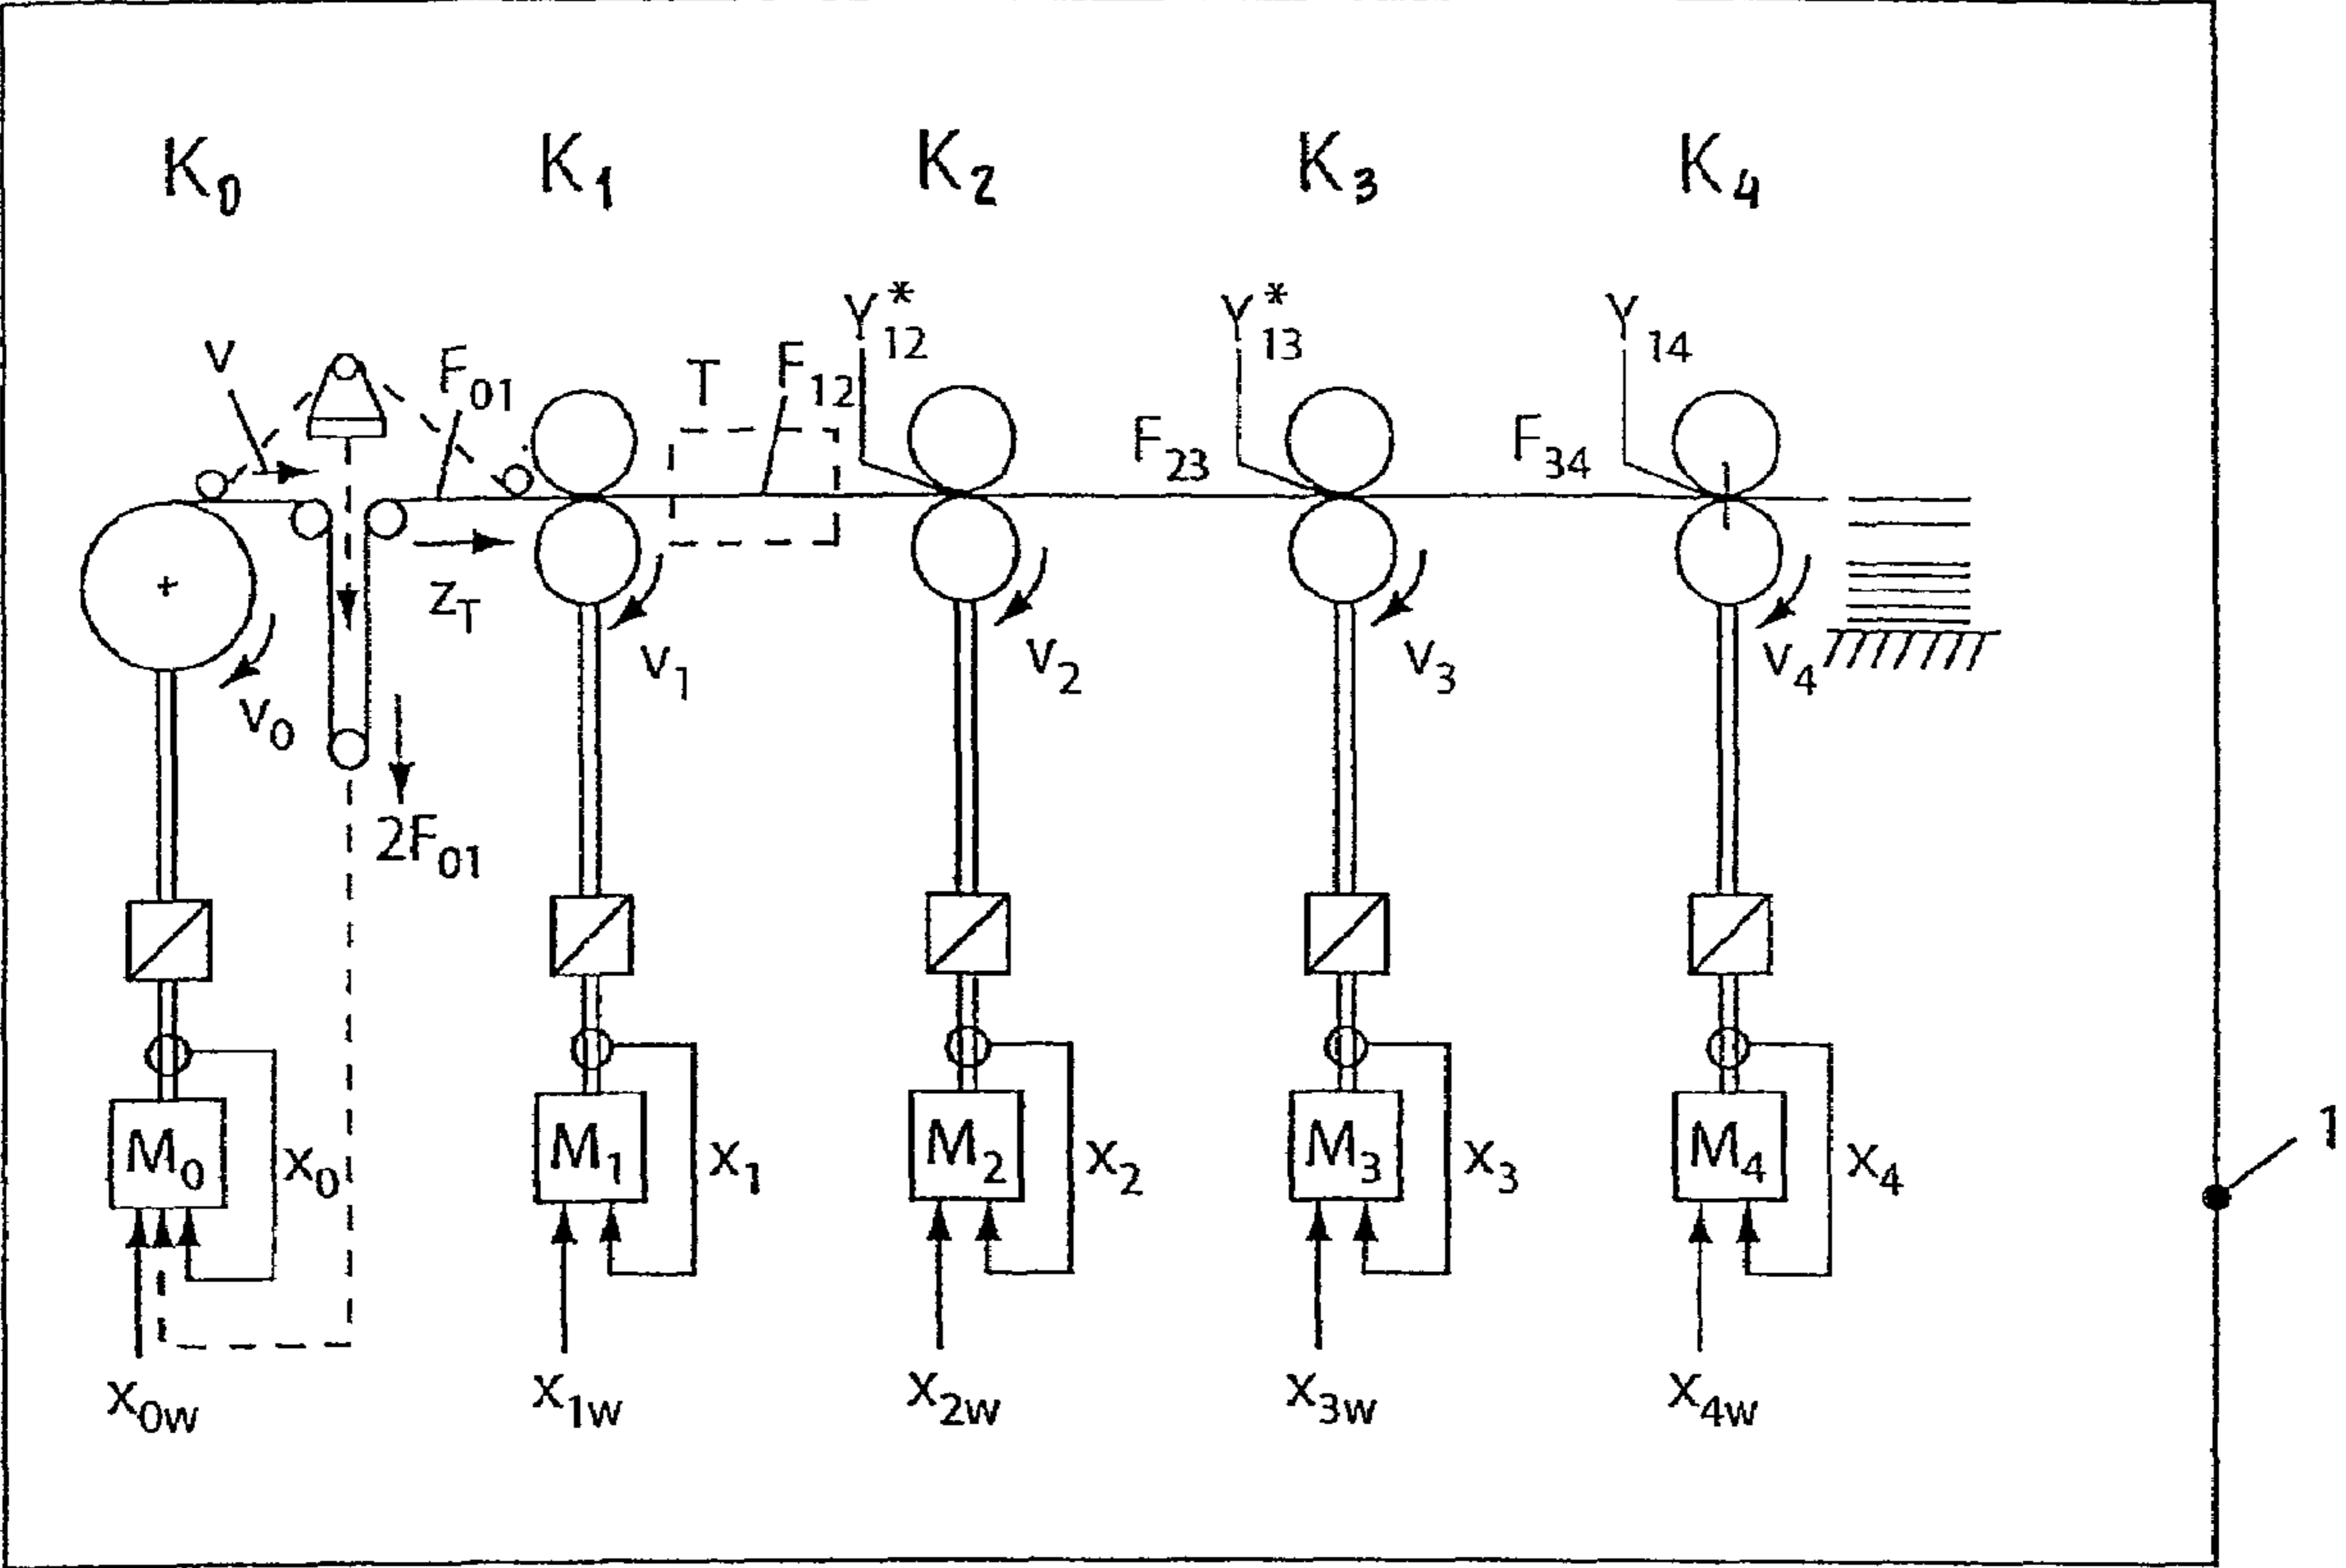 K0 K1 K2 K3 K4
Y*12 Y*13 Y14
v F01 T F12
F23 F34
zT
v0 v1 v2 v3 v4
2F01
M0 x0 M1 x1 M2 x2 M3 x3 M4 x4
1
x0w x1w x2w x3w x4w